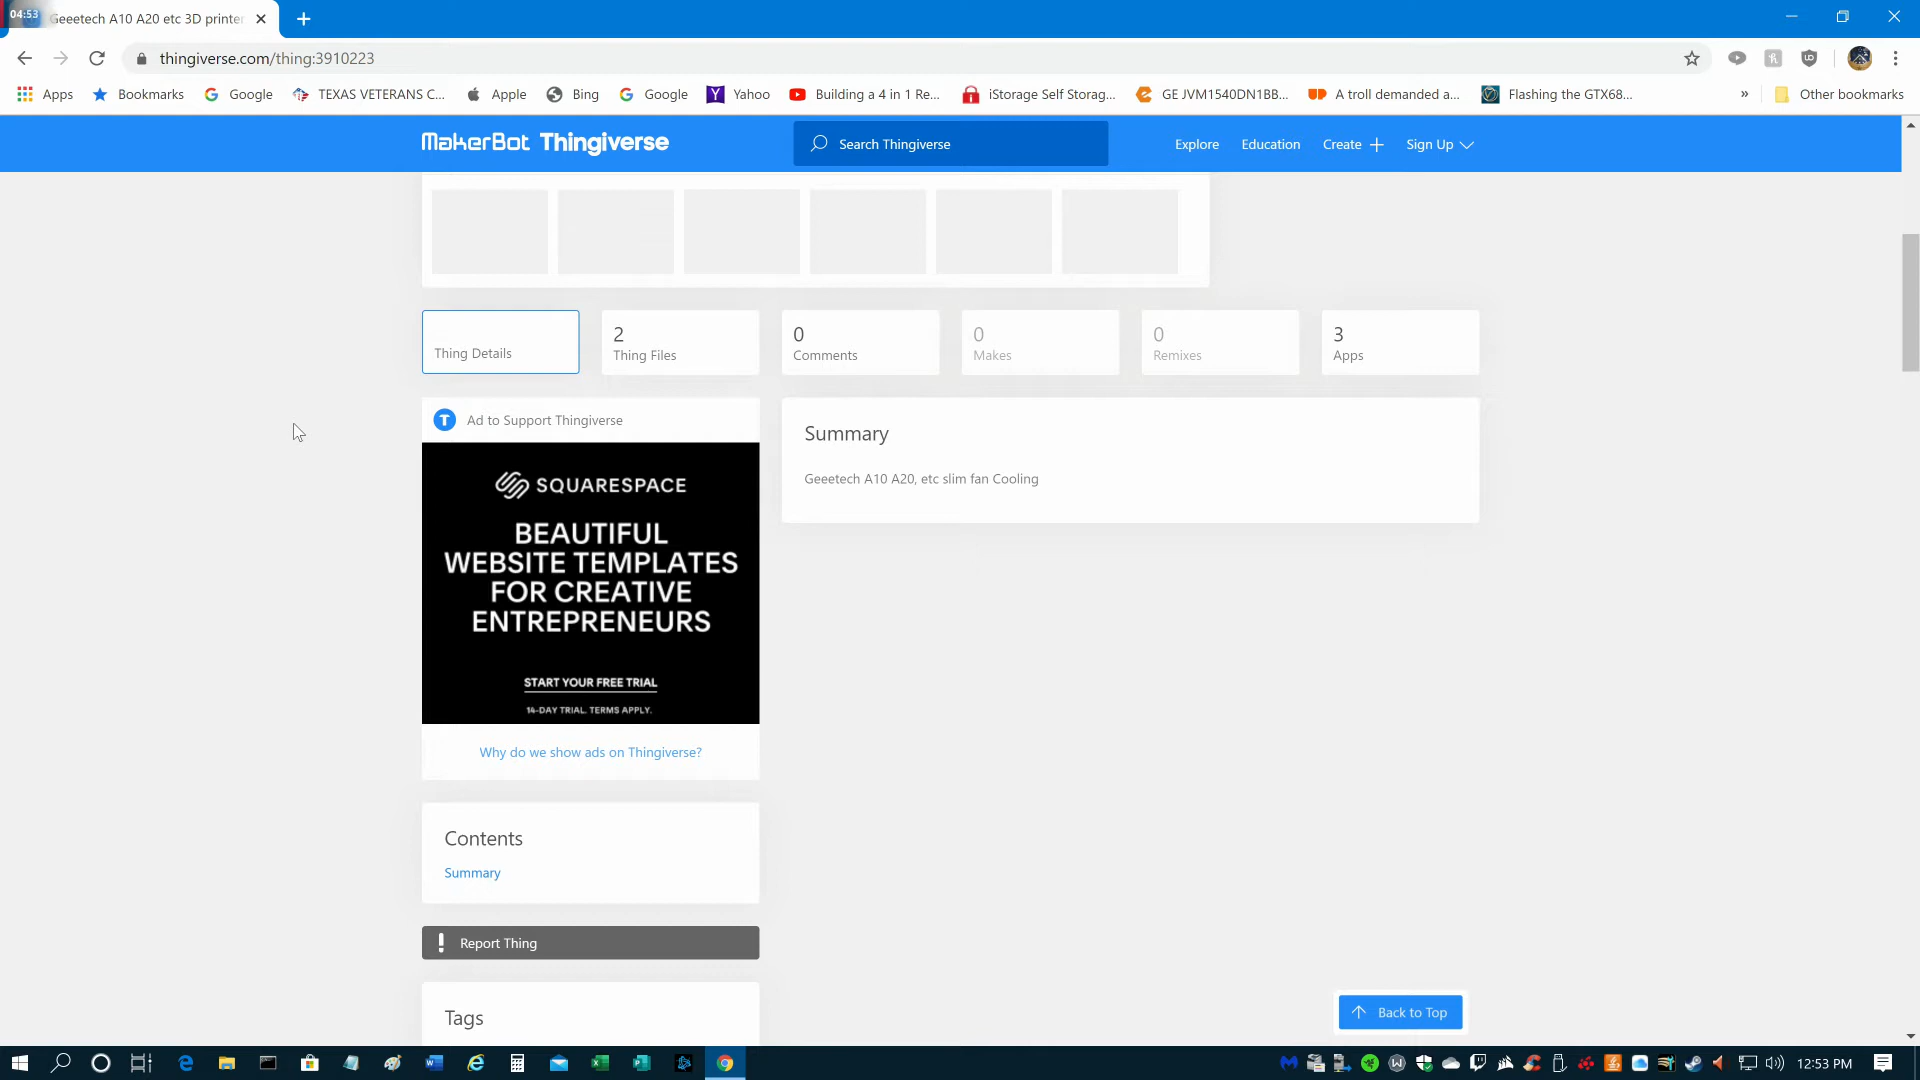 04:53
Geeetech A10 A20 etc 3D printer
thingiverse.com/thing:3910223
Apps
Bookmarks
Google
TEXAS VETERANS C...
Apple
Bing
Google
Yahoo
Building a 4 in 1 Re...
iStorage Self Storag...
GE JVM1540DN1BB...
A troll demanded a...
Flashing the GTX68...
»
Other bookmarks
MakerBot Thingiverse
Search Thingiverse
Explore
Education
Create
Sign Up
Thing Details
2
Thing Files
0
Comments
0
Makes
0
Remixes
3
Apps
T
Ad to Support Thingiverse
SQUARESPACE
BEAUTIFUL
WEBSITE TEMPLATES
FOR CREATIVE
ENTREPRENEURS
START YOUR FREE TRIAL
14-DAY TRIAL. TERMS APPLY.
Why do we show ads on Thingiverse?
Summary
Geeetech A10 A20, etc slim fan Cooling
Contents
Summary
Report Thing
Tags
Back to Top
12:53 PM